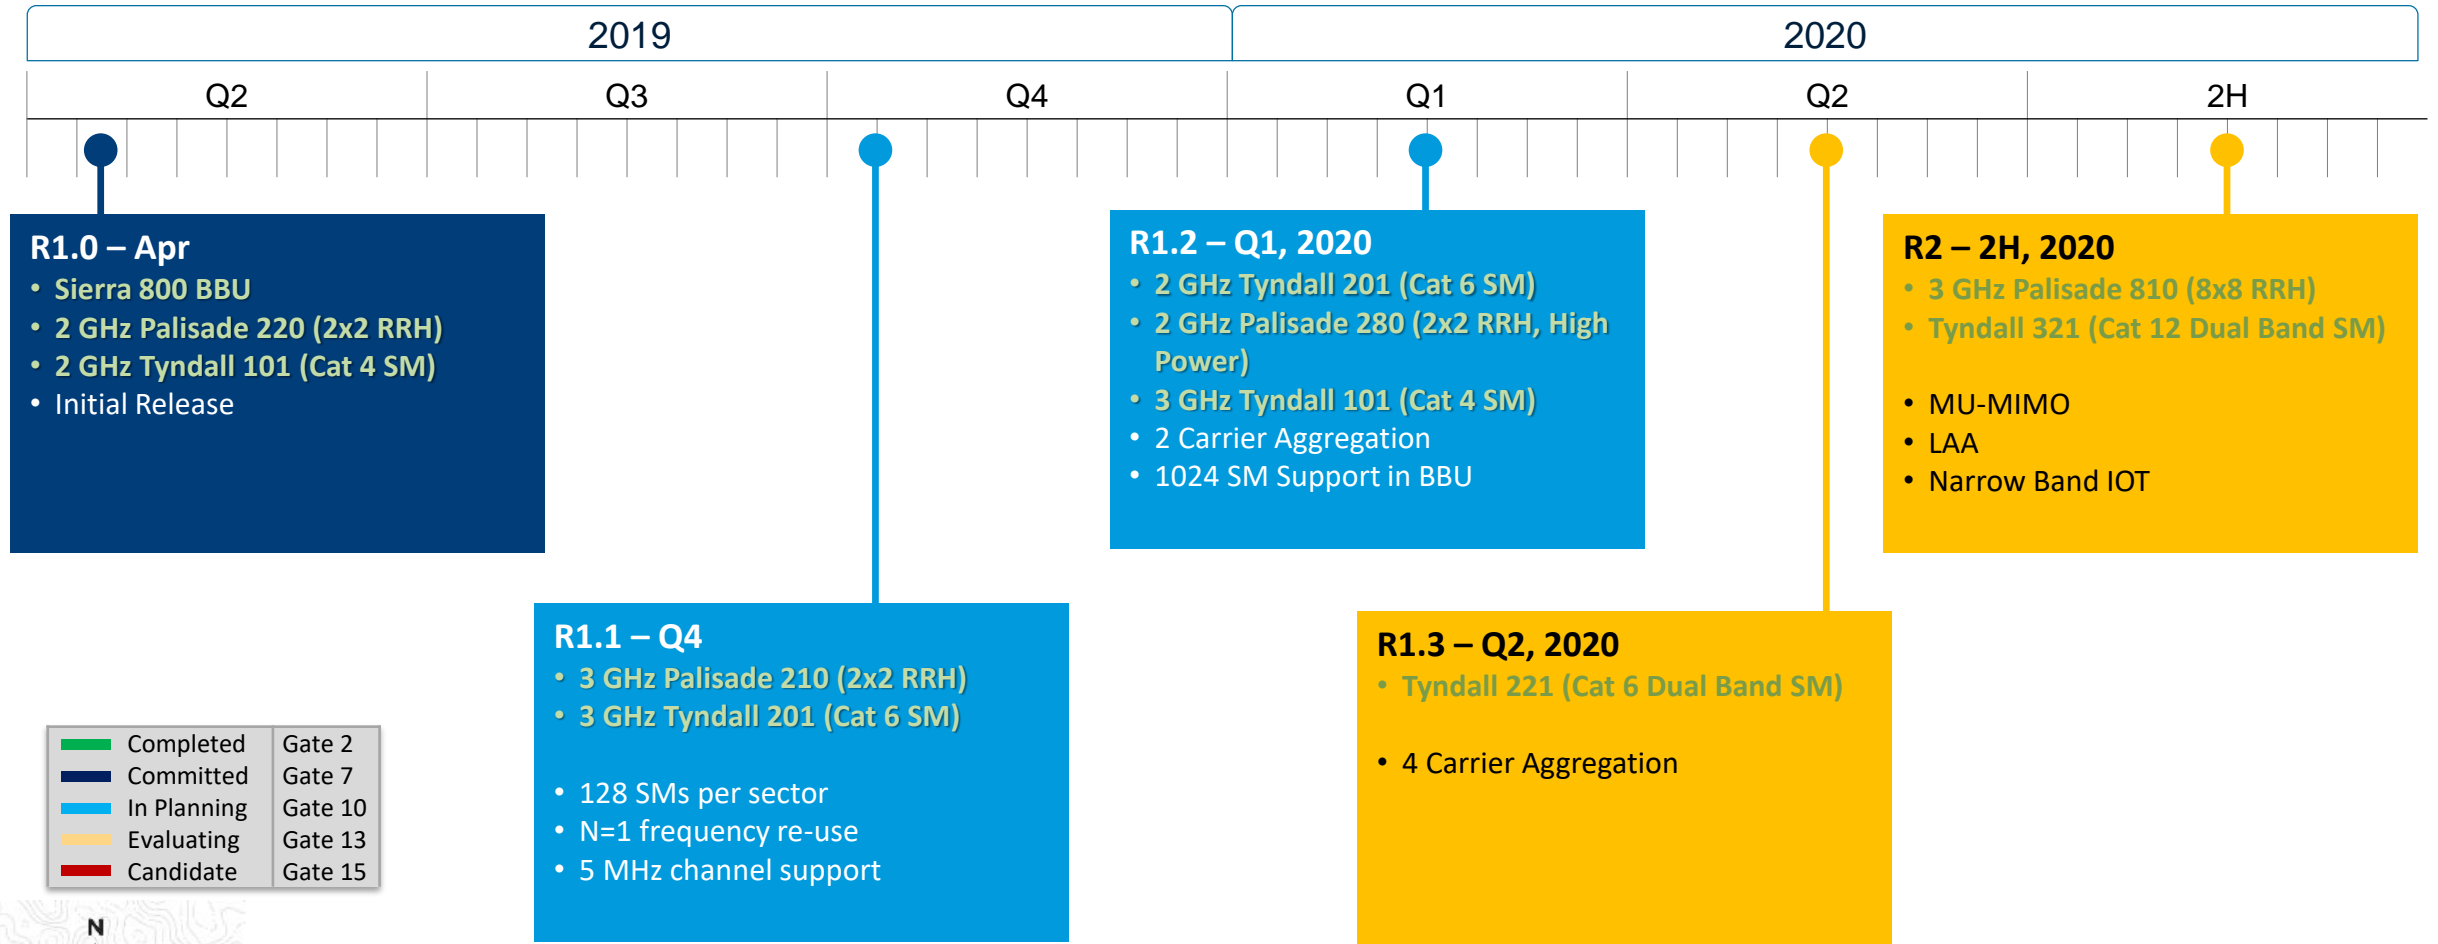 2019
2020
Q2
Q3
Q4
Q1
Q2
2H
R1.0 – Apr
• Sierra 800 BBU
• 2 GHz Palisade 220 (2x2 RRH)
• 2 GHz Tyndall 101 (Cat 4 SM)
• Initial Release
R1.1 – Q4
• 3 GHz Palisade 210 (2x2 RRH)
• 3 GHz Tyndall 201 (Cat 6 SM)
• 128 SMs per sector
• N=1 frequency re-use
• 5 MHz channel support
R1.2 – Q1, 2020
• 2 GHz Tyndall 201 (Cat 6 SM)
• 2 GHz Palisade 280 (2x2 RRH, High
Power)
• 3 GHz Tyndall 101 (Cat 4 SM)
• 2 Carrier Aggregation
• 1024 SM Support in BBU
R1.3 – Q2, 2020
• Tyndall 221 (Cat 6 Dual Band SM)
• 4 Carrier Aggregation
R2 – 2H, 2020
• 3 GHz Palisade 810 (8x8 RRH)
• Tyndall 321 (Cat 12 Dual Band SM)
• MU-MIMO
• LAA
• Narrow Band IOT
Completed Gate 2
Committed Gate 7
In Planning Gate 10
Evaluating Gate 13
Candidate Gate 15
N